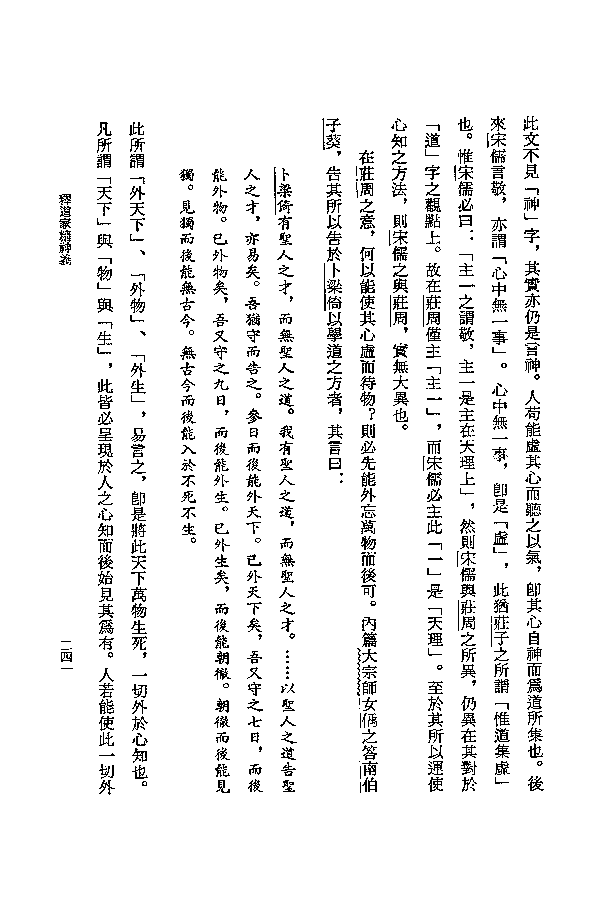 此文不見「神」字，其實亦仍是言神。人苟能虛其心而聽之以氣，卽其心自神而爲道所集也。後
來宋儒言敬，亦謂「心中無一事」。心中無一事，卽是「虛」，此猶莊子之所謂「惟道集虛」
也。惟宋儒必曰：「主一之謂敬，主一是主在天理上」，然則宋儒與莊周之所異，仍異在其對於
「道」字之觀點上。故在莊周僅主「主一」，而宋儒必主此「一」是「天理」。至於其所以運使
心知之方法，則宋儒之與莊周，實無大異也。
在莊周之意，何以能使其心虛而待物？則必先能外忘萬物而後可。內篇大宗師女偊之答南伯
子葵，告其所以告於卜梁倚以學道之方者，其言曰：
卜梁倚有聖人之才，而無聖人之道。我有聖人之道，而無聖人之才。……以聖人之道告聖
人之才，亦易矣。吾猶守而告之。參日而後能外天下。已外天下矣，吾又守之七日，而後
能外物。已外物矣，吾又守之九日，而後能外生。已外生矣，而後能朝徹。朝徹而後能見
獨。見獨而後能無古今。無古今而後能入於不死不生。
此所謂「外天下」、「外物」、「外生」，易言之，卽是將此天下萬物生死，一切外於心知也。
凡所謂「天下」與「物」與「生」，此皆必呈現於人之心知而後始見其爲有。人若能使此一切外
釋道家精神義
二四一